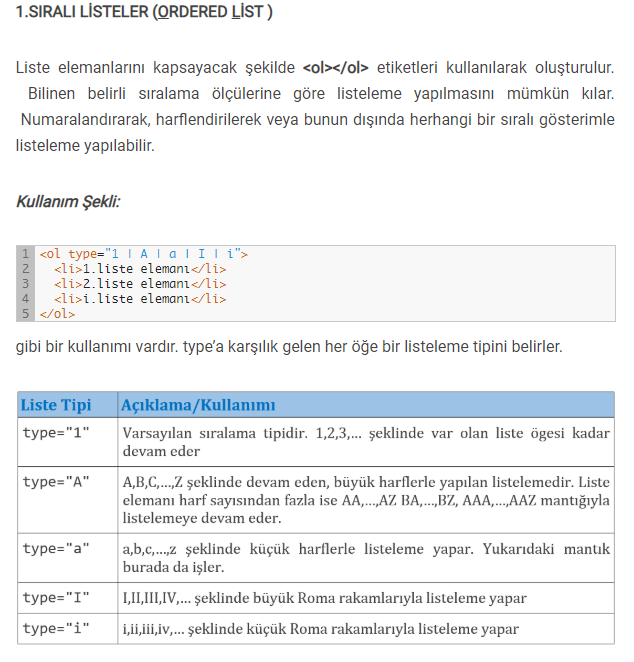 1.SIRALI LİSTELER (ORDERED LİST )
Liste elemanlarını kapsayacak şekilde <ol></ol> etiketleri kullanılarak oluşturulur.
Bilinen belirli sıralama ölçülerine göre listeleme yapılmasını mümkün kılar.
Numaralandırarak, harflendirilerek veya bunun dışında herhangi bir sıralı gösterimle
listeleme yapılabilir.
Kullanım Şekli:
1 <ol type="1 | A | a | I | i">
2 <li>1.liste elemanı</li>
3 <li>2.liste elemanı</li>
4 <li>i.liste elemanı</li>
5 </ol>
gibi bir kullanımı vardır. type’a karşılık gelen her öğe bir listeleme tipini belirler.
Liste Tipi Açıklama/Kullanımı
type="1" Varsayılan sıralama tipidir. 1,2,3,... şeklinde var olan liste ögesi kadar
devam eder
type="A" A,B,C,...,Z şeklinde devam eden, büyük harflerle yapılan listelemedir. Liste
elemanı harf sayısından fazla ise AA,...,AZ BA,...,BZ, AAA,...,AAZ mantığıyla
listelemeye devam eder.
type="a" a,b,c,...,z şeklinde küçük harflerle listeleme yapar. Yukarıdaki mantık
burada da işler.
type="I" I,II,III,IV,... şeklinde büyük Roma rakamlarıyla listeleme yapar
type="i" i,ii,iii,iv,... şeklinde küçük Roma rakamlarıyla listeleme yapar